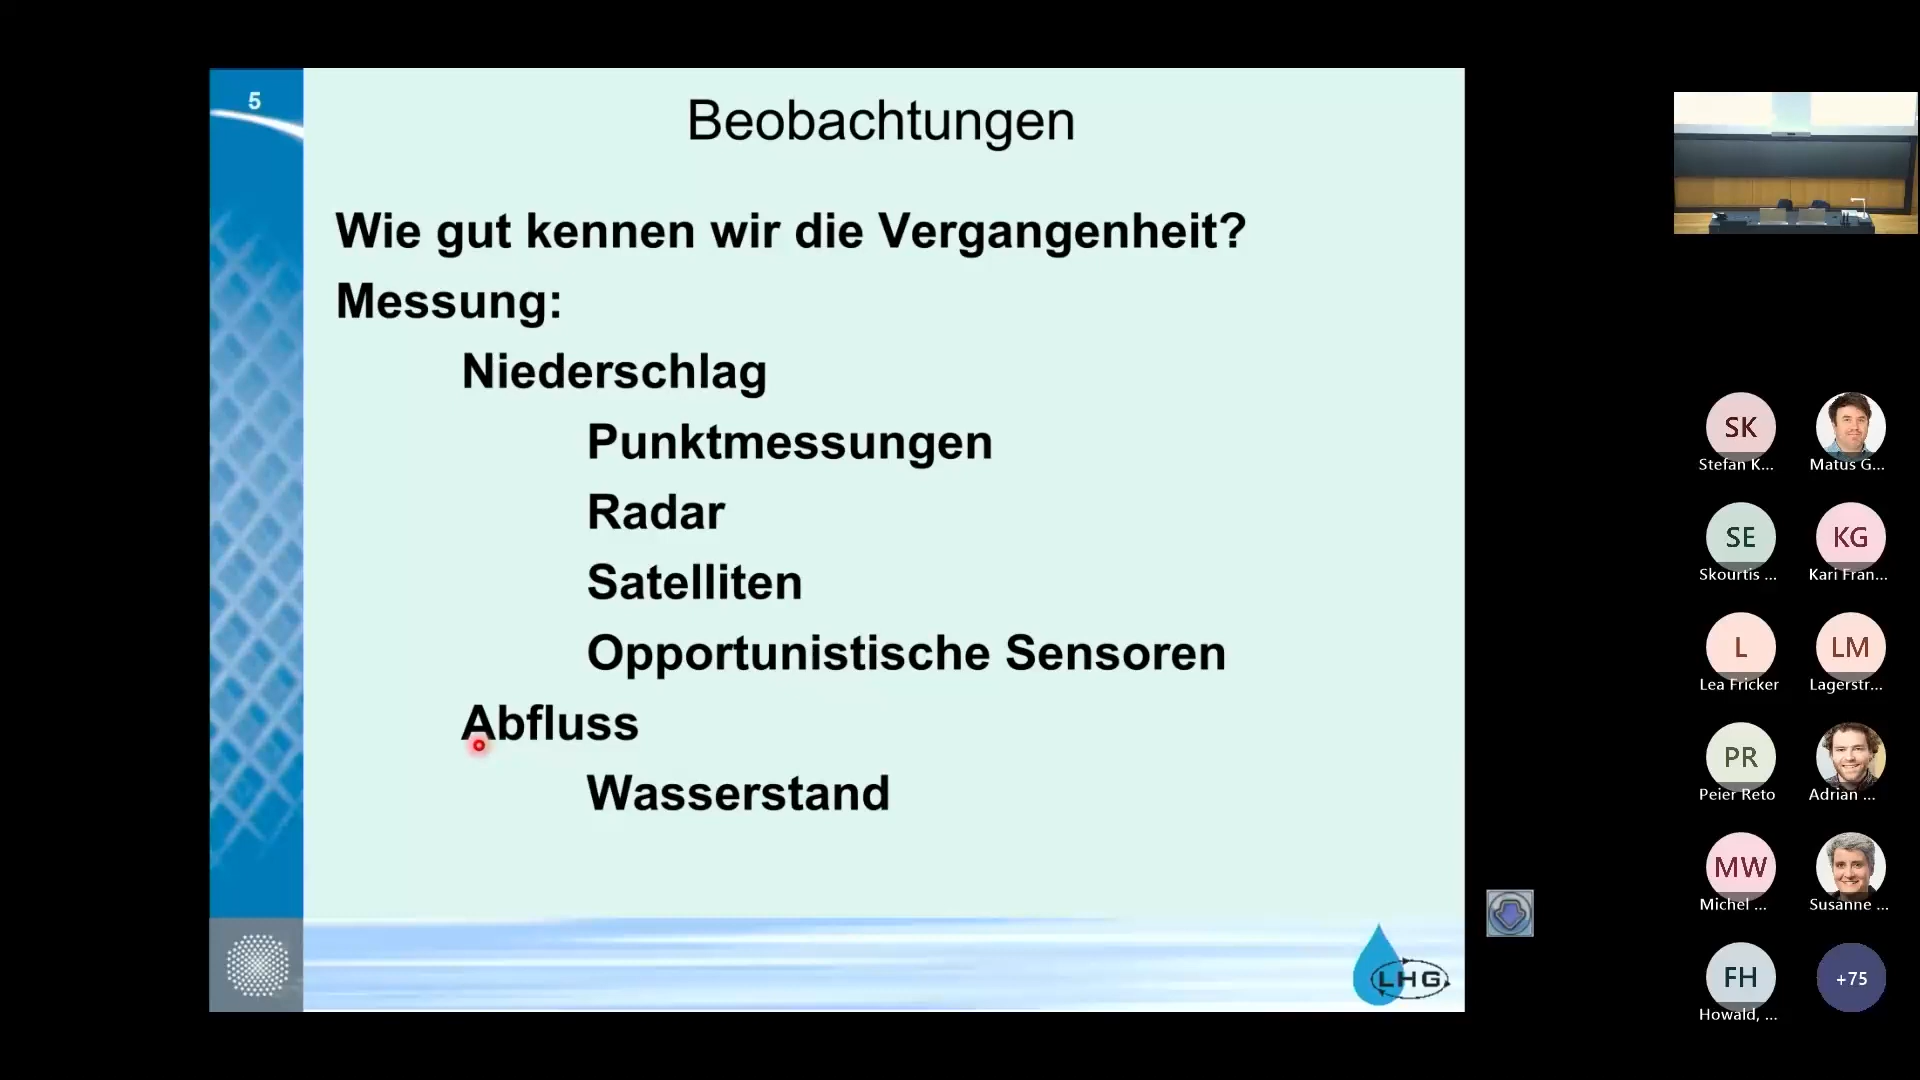 5
Beobachtungen
Wie gut kennen wir die Vergangenheit?
Messung:
Niederschlag
Punktmessungen
Radar
Satelliten
Opportunistische Sensoren
Abfluss
Wasserstand
LHG
SK
Stefan K...
Matus G...
SE
Skourtis ...
KG
Kari Fran...
L
Lea Fricker
LM
Lagerstr...
PR
Peier Reto
Adrian ...
MW
Michel ...
Susanne ...
FH
Howald, ...
+75